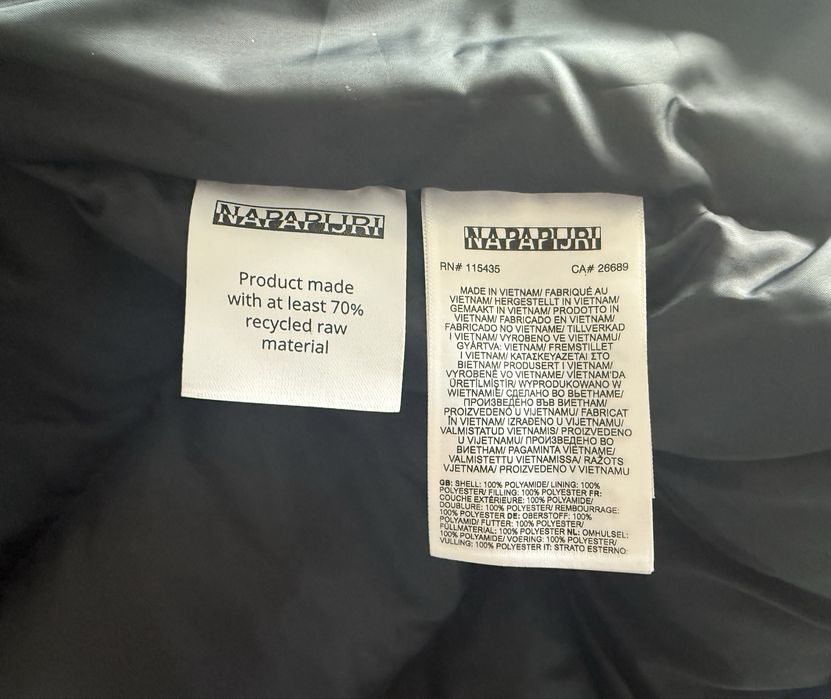 NAPAPIJRI
Product made
with at least 70%
recycled raw
material
NAPAPIJRI
RN# 115435 CA# 26689
MADE IN VIETNAM/ FABRIQUÉ AU
VIETNAM/ HERGESTELLT IN VIETNAM/
GEMAAKT IN VIETNAM/ PRODOTTO IN
VIETNAM/ FABRICADO EN VIETNAM/
FABRICADO NO VIETNAME/ TILLVERKAD
I VIETNAM/ VYROBENO VE VIETNAMU/
GYÁRTVA: VIETNAM/ FREMSTILLET
I VIETNAM/ ΚΑΤΑΣΚΕΥΑΖΕΤΑΙ ΣΤΟ
ΒΙΕΤΝΑΜ/ PRODUSERT I VIETNAM/
VYROBENÉ VO VIETNAME/ VİETNAM'DA
ÜRETİLMİŞTİR/ WYPRODUKOWANO W
WIETNAMIE/ СДЕЛАНО ВО ВЬЕТНАМЕ/
ПРОИЗВЕДЕНО ВЪВ ВИЕТНАМ/
PROIZVEDENO U VIJETNAMU/ FABRICAT
ÎN VIETNAM/ IZRAĐENO U VIJETNAMU/
VALMISTATUD VIETNAMIS/ PROIZVEDENO
U VIJETNAMU/ ПРОИЗВЕДЕНО ВО
ВИЕТНАМ/ PAGAMINTA VIETNAME/
VALMISTETTU VIETNAMISSA/ RAŽOTS
VJETNAMĀ/ PROIZVEDENO V VIETNAMU
GB: SHELL: 100% POLYAMIDE/ LINING: 100%
POLYESTER/ FILLING: 100% POLYESTER FR:
COUCHE EXTÉRIEURE: 100% POLYAMIDE/
DOUBLURE: 100% POLYESTER/ REMBOURRAGE:
100% POLYESTER DE: OBERSTOFF: 100%
POLYAMID/ FUTTER: 100% POLYESTER/
FÜLLMATERIAL: 100% POLYESTER NL: OMHULSEL:
100% POLYAMIDE/ VOERING: 100% POLYESTER/
VULLING: 100% POLYESTER IT: STRATO ESTERNO: